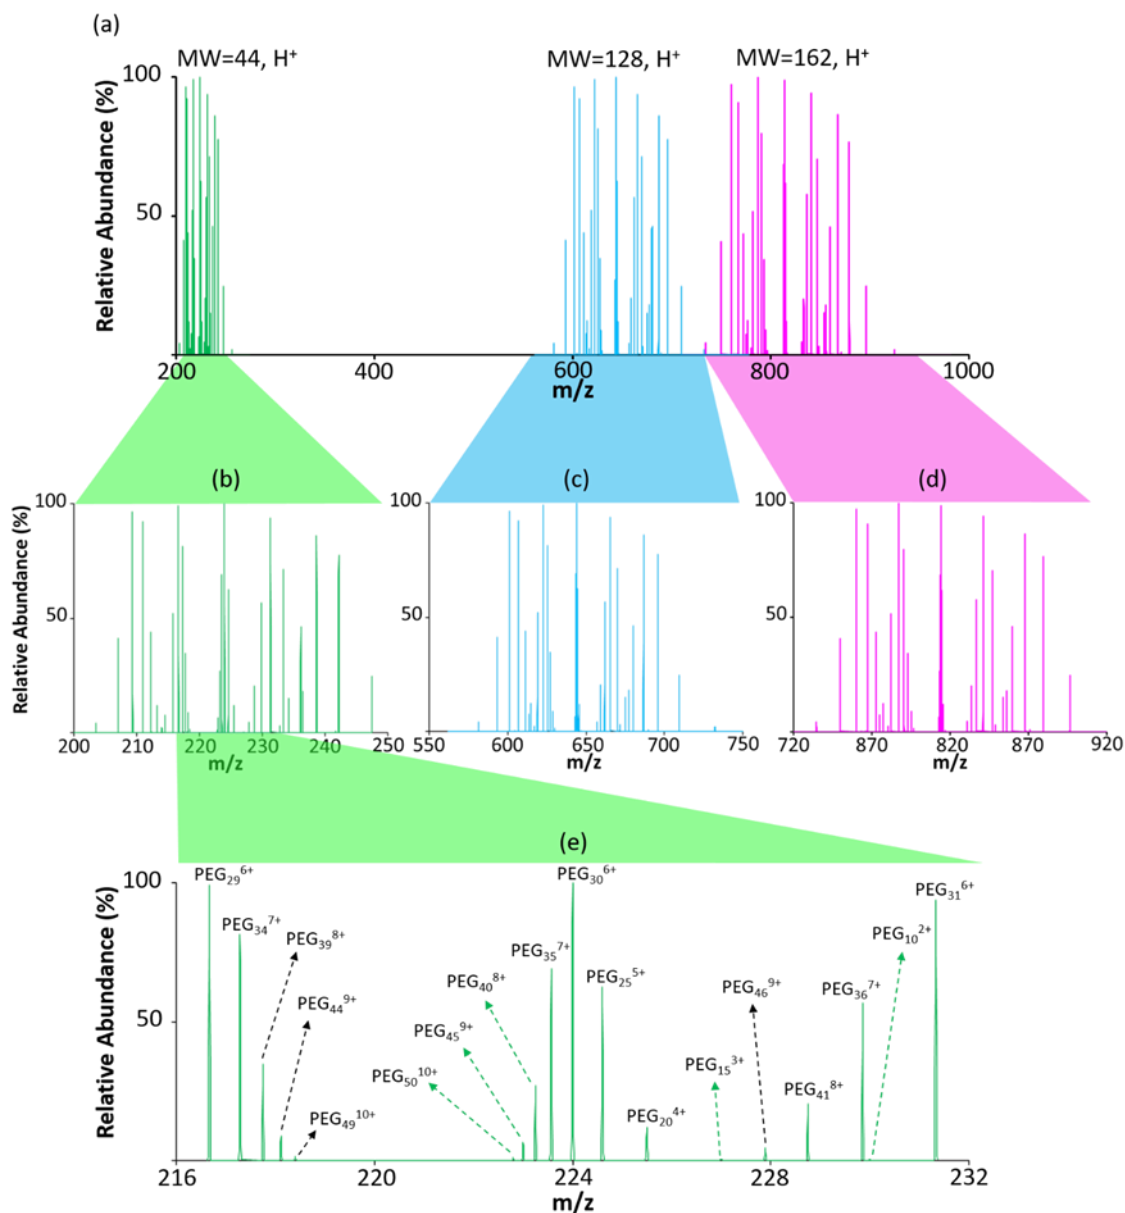 (a)
MW=44, H⁺
MW=128, H⁺
MW=162, H⁺
Relative Abundance (%)
100
50
200
400
600
800
1000
m/z
(b)
(c)
(d)
Relative Abundance (%)
100
50
200
210
220
230
240
250
m/z
100
50
550
600
650
700
750
m/z
100
50
720
870
820
870
920
m/z
(e)
Relative Abundance (%)
100
50
PEG₂₉⁶⁺
PEG₃₄⁷⁺
PEG₃₉⁸⁺
PEG₄₄⁹⁺
PEG₄₉¹⁰⁺
PEG₅₀¹⁰⁺
PEG₄₅⁹⁺
PEG₄₀⁸⁺
PEG₃₅⁷⁺
PEG₃₀⁶⁺
PEG₂₅⁵⁺
PEG₂₀⁴⁺
PEG₁₅³⁺
PEG₄₆⁹⁺
PEG₄₁⁸⁺
PEG₃₆⁷⁺
PEG₁₀²⁺
PEG₃₁⁶⁺
216
220
224
228
232
m/z